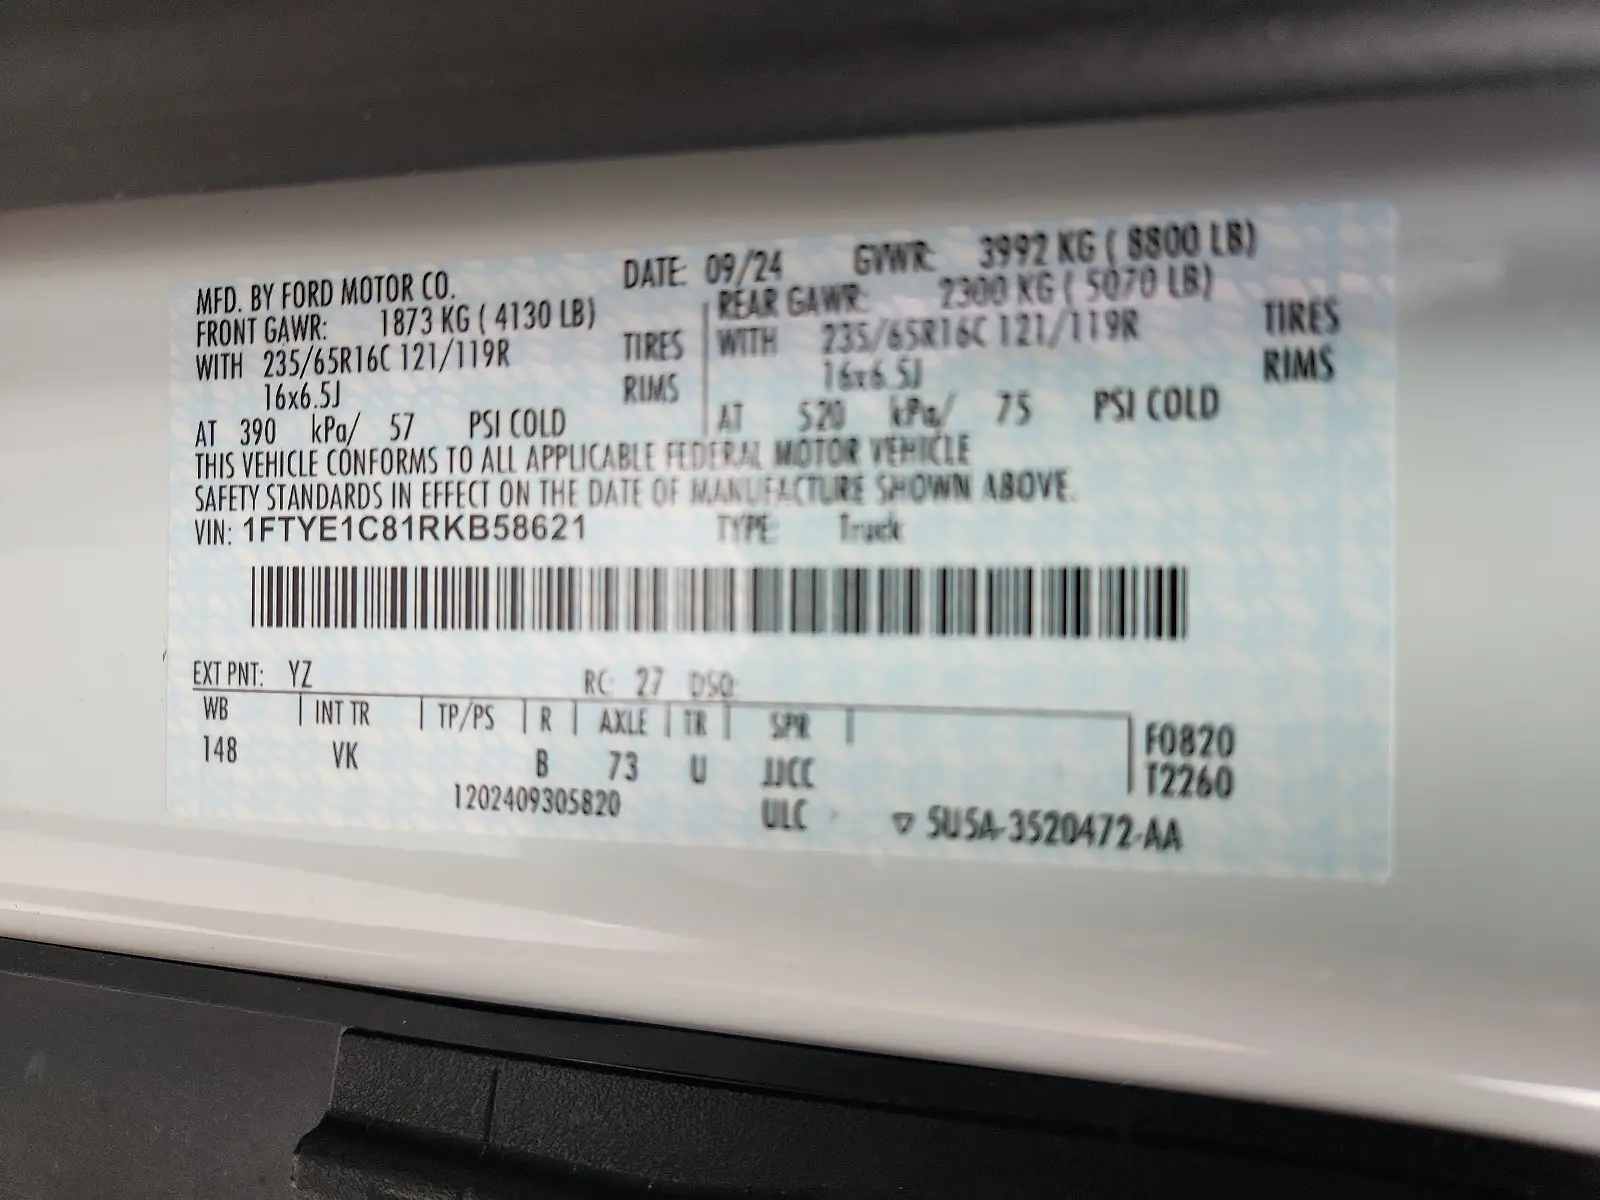 MFD. BY FORD MOTOR CO. DATE: 09/24 GVWR: 3992 KG ( 8800 LB)
FRONT GAWR: 1873 KG ( 4130 LB) REAR GAWR: 2300 KG ( 5070 LB)
WITH 235/65R16C 121/119R TIRES WITH 235/65R16C 121/119R TIRES
16x6.5J RIMS 16x6.5J RIMS
AT 390 kPa/ 57 PSI COLD AT 520 kPa/ 75 PSI COLD
THIS VEHICLE CONFORMS TO ALL APPLICABLE FEDERAL MOTOR VEHICLE
SAFETY STANDARDS IN EFFECT ON THE DATE OF MANUFACTURE SHOWN ABOVE.
VIN: 1FTYE1C81RKB58621 TYPE: Truck
EXT PNT: YZ RC: 27 DSO:
WB INT TR TP/PS R AXLE TR SPR F0820
148 VK B 73 U JJCC T2260
1202409305820 ULC ▽ 5U5A-3520472-AA